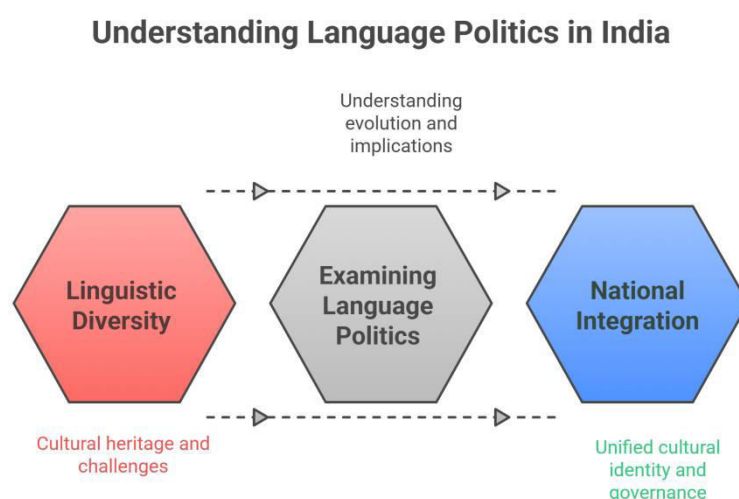 Understanding Language Politics in India
Understanding
evolution and
implications
Linguistic
Diversity
Examining
Language
Politics
National
Integration
Cultural heritage and
challenges
Unified cultural
identity and
governance